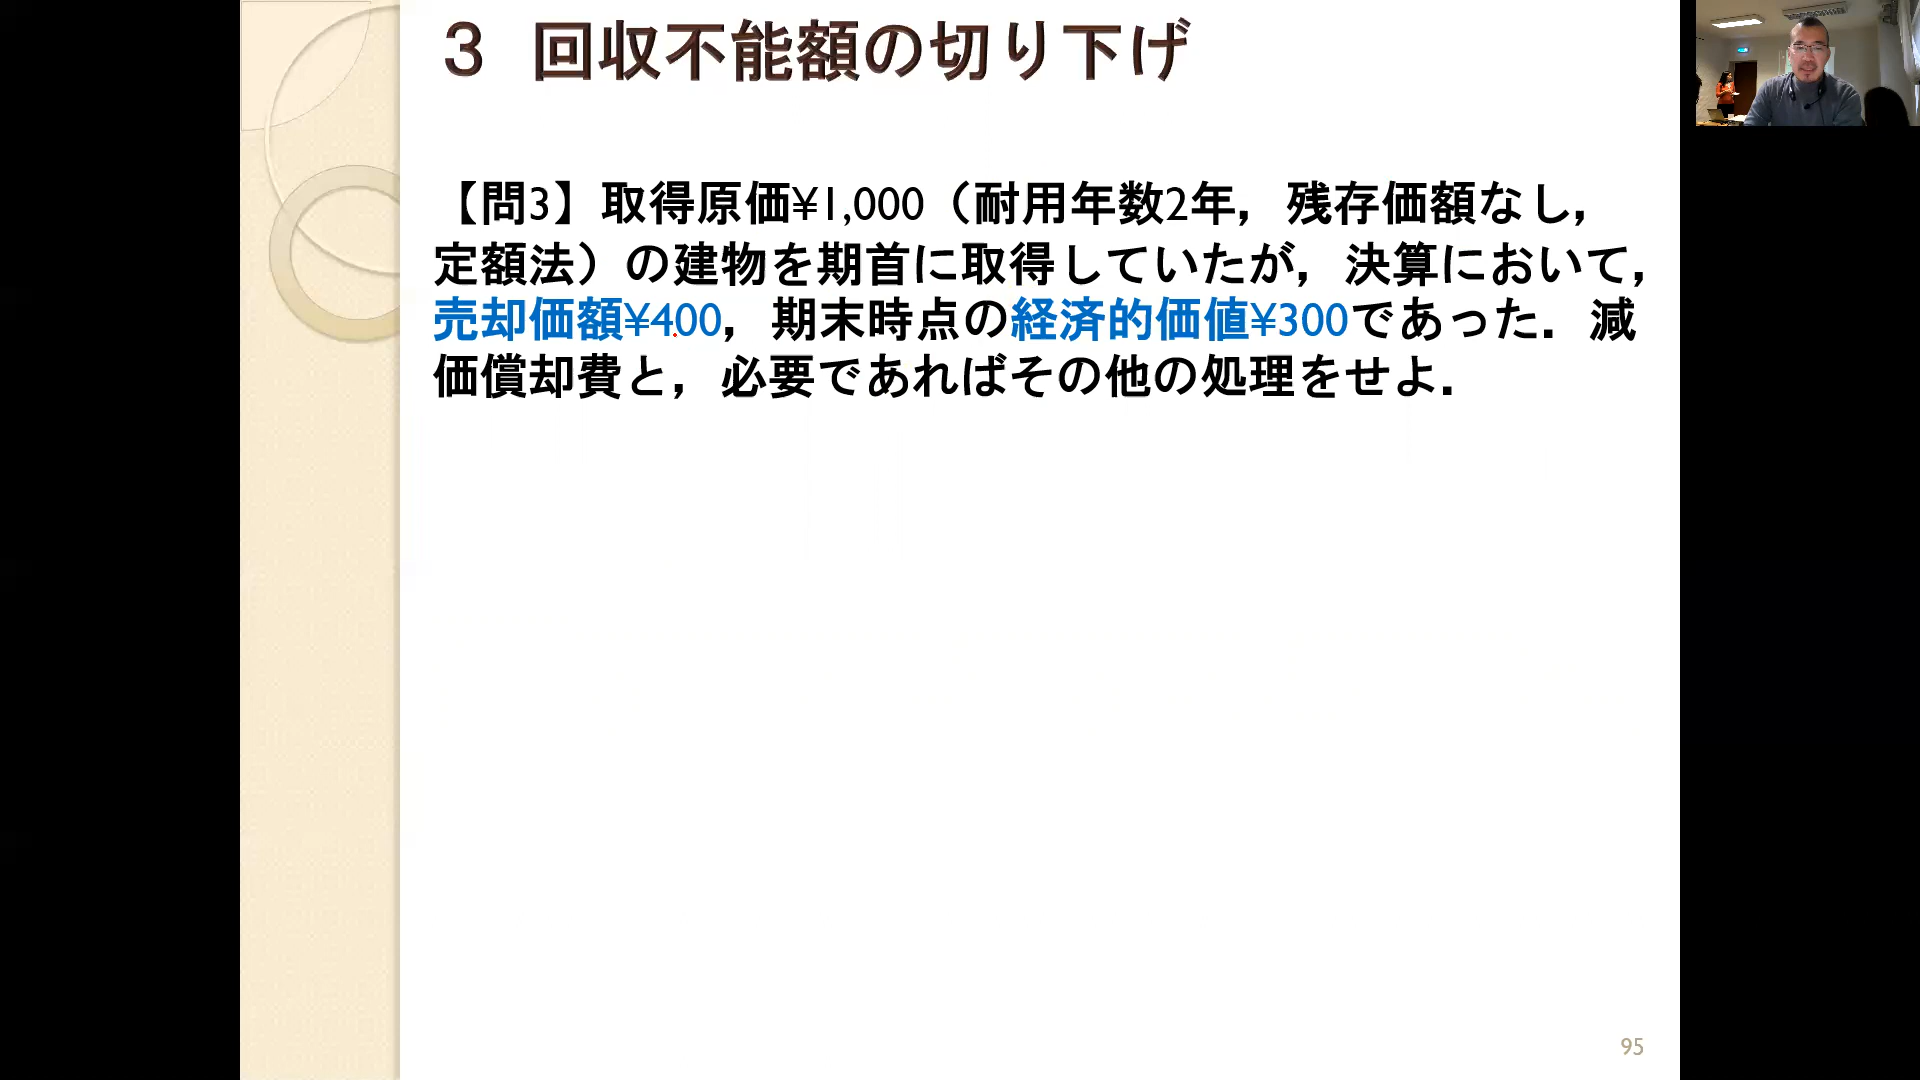 ３ 回収不能額の切り下げ
【問3】取得原価¥1,000（耐用年数2年，残存価額なし，
定額法）の建物を期首に取得していたが，決算において，
売却価額¥400，期末時点の経済的価値¥300であった．減
価償却費と，必要であればその他の処理をせよ．
95